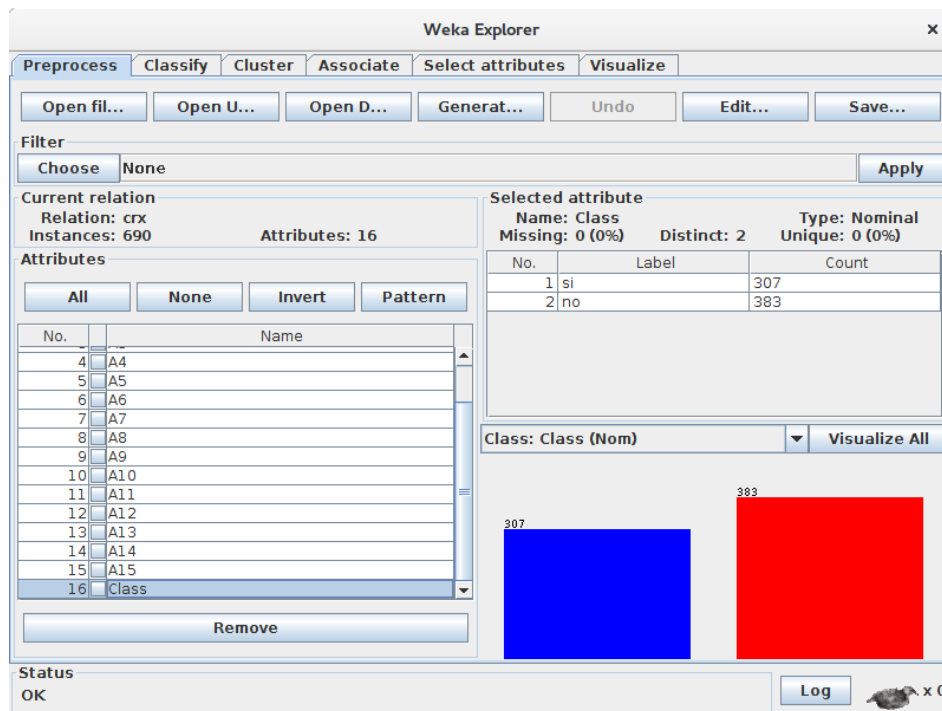 Weka Explorer ×
Preprocess Classify Cluster Associate Select attributes Visualize
Open fil... Open U... Open D... Generat... Undo Edit... Save...
Filter
Choose None Apply
Current relation
Relation: crx
Instances: 690 Attributes: 16
Attributes
All None Invert Pattern
No. Name
4 A4
5 A5
6 A6
7 A7
8 A8
9 A9
10 A10
11 A11
12 A12
13 A13
14 A14
15 A15
16 Class
Remove
Selected attribute
Name: Class Type: Nominal
Missing: 0 (0%) Distinct: 2 Unique: 0 (0%)
No. Label Count
1 si 307
2 no 383
Class: Class (Nom) Visualize All
307
383
Status
OK
Log x 0